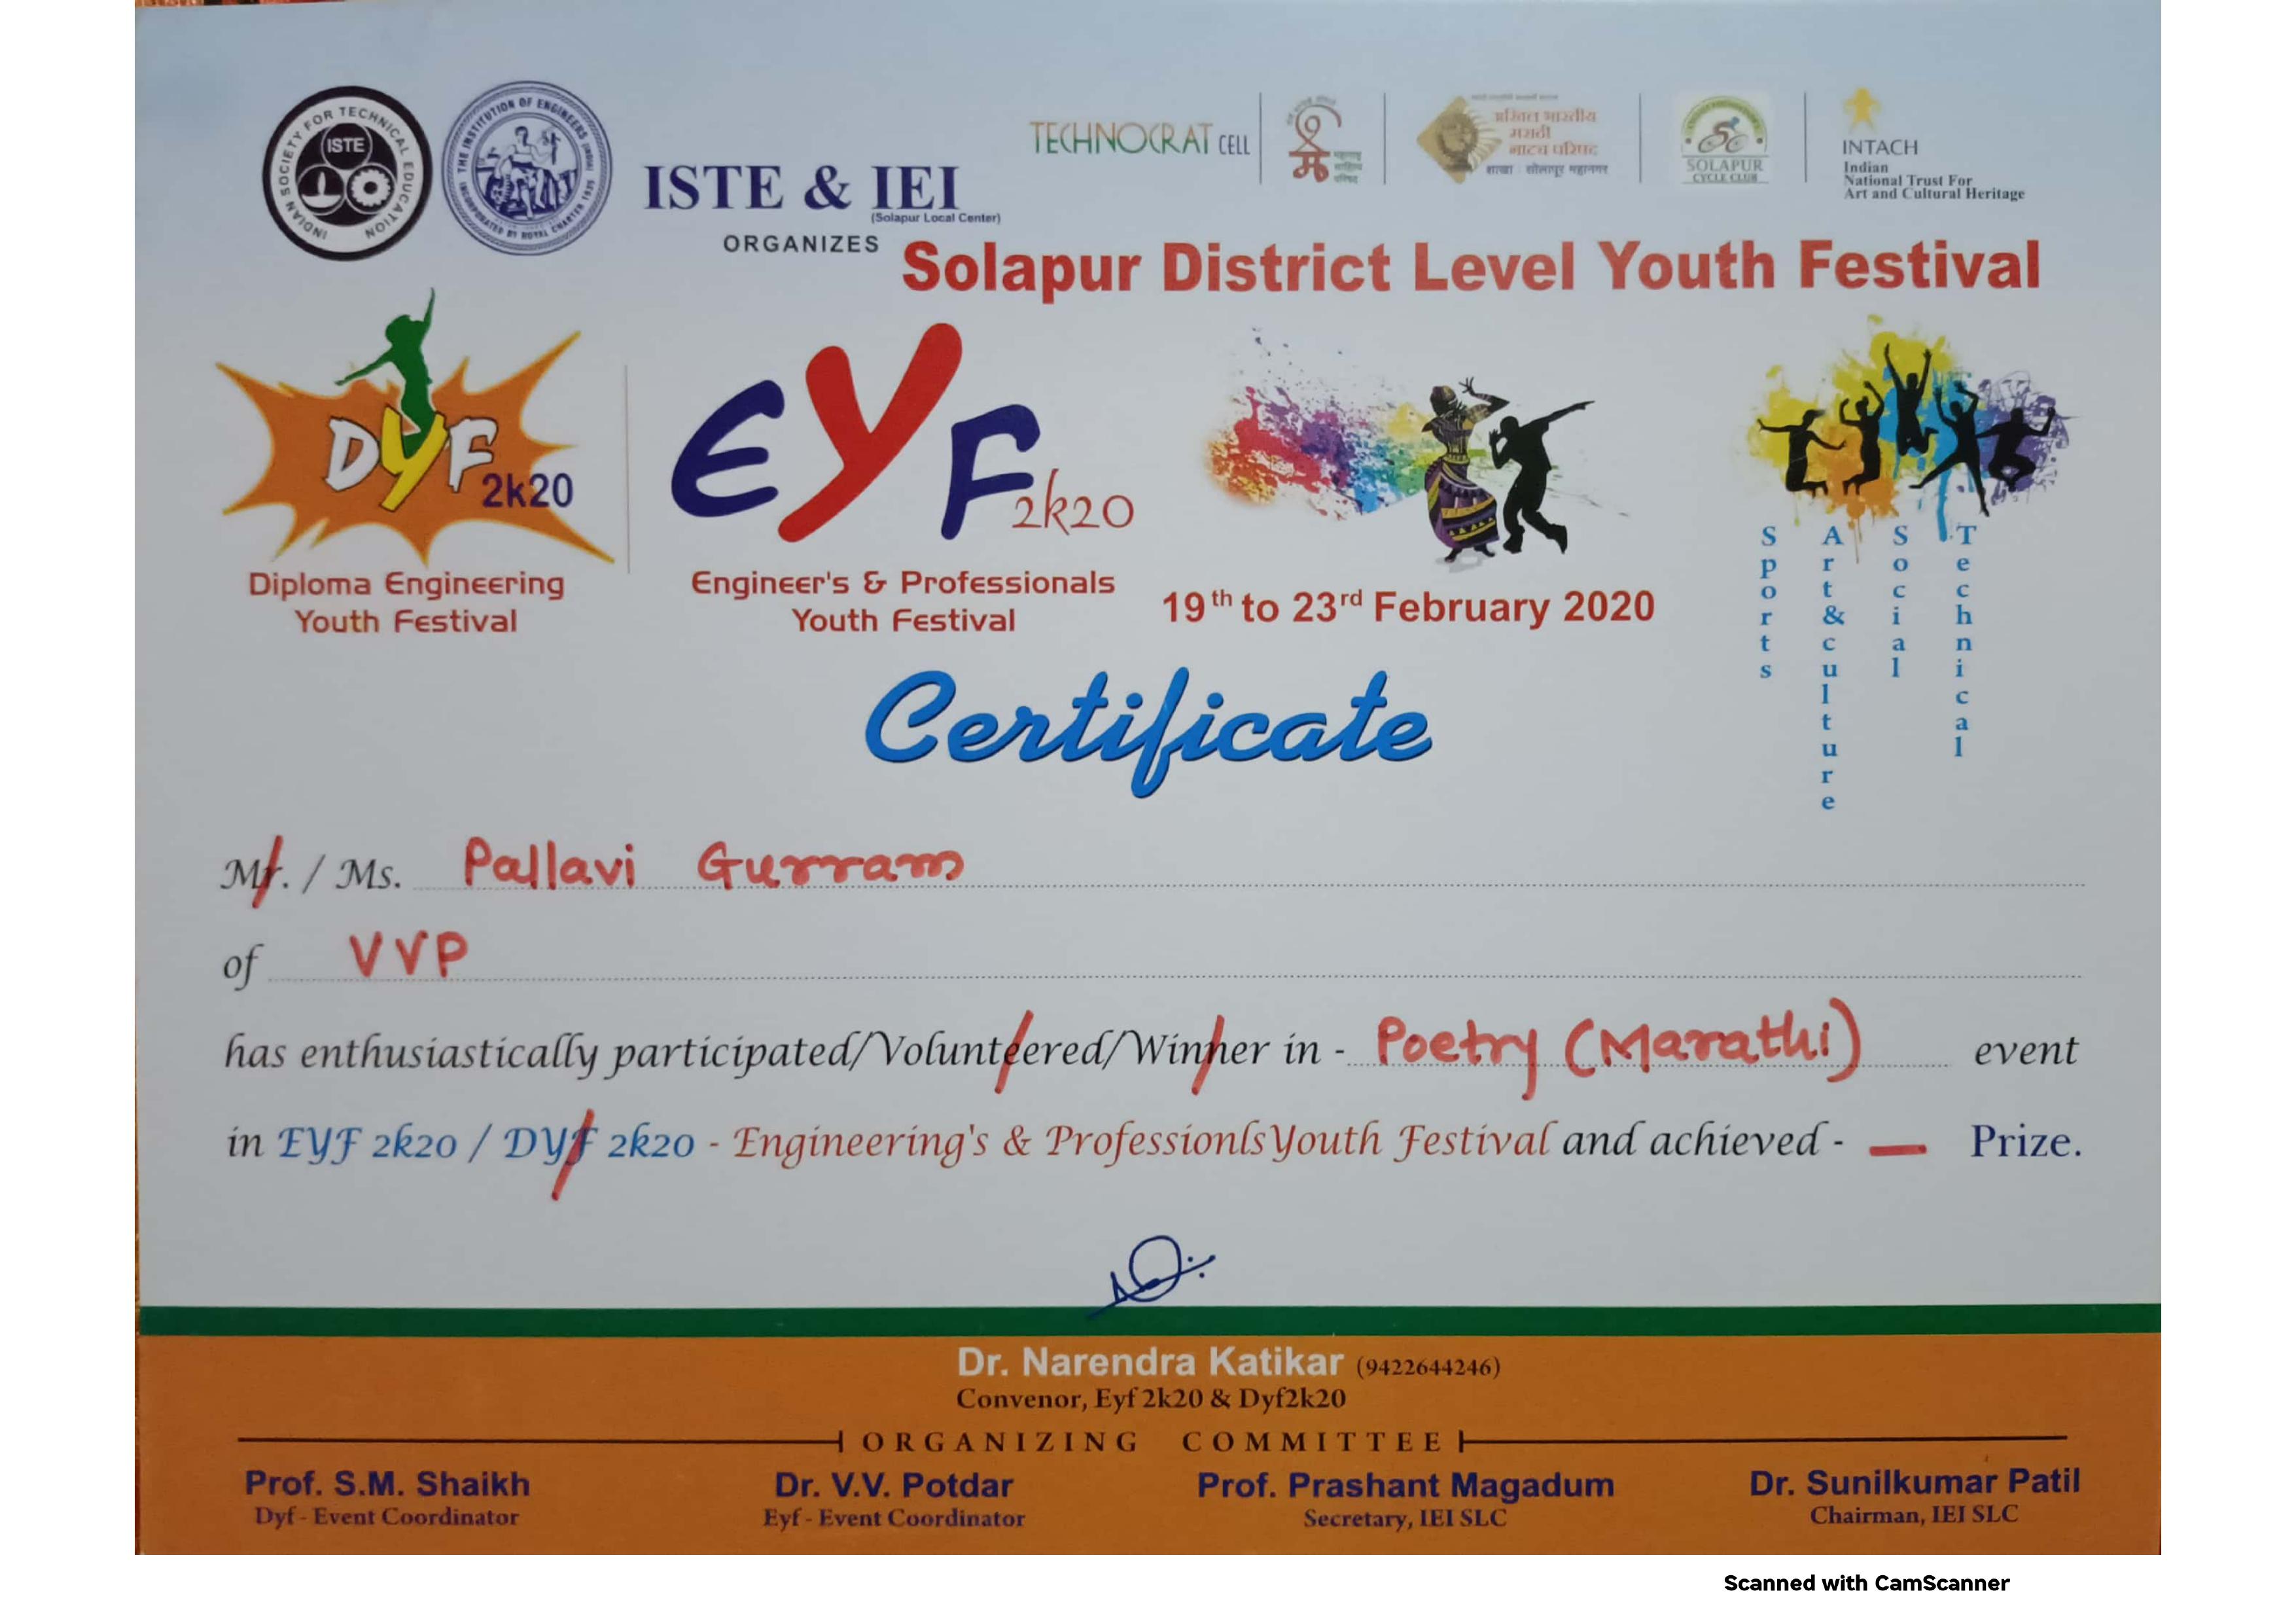 INDIAN SOCIETY FOR TECHNICAL EDUCATION
ISTE
THE INSTITUTION OF ENGINEERS
INCORPORATED BY ROYAL CHARTER
ISTE & IEI
(Solapur Local Center)
ORGANIZES
TECHNOCRAT CELL
अखिल भारतीय
मराठी
नाट्य परिषद
शाखा - सोलापूर महानगर
SOLAPUR
CYCLE CLUB
INTACH
Indian
National Trust For
Art and Cultural Heritage
Solapur District Level Youth Festival
DYF 2k20
Diploma Engineering
Youth Festival
EYF 2k20
Engineer's & Professionals
Youth Festival
19th to 23rd February 2020
Sports
Art&culture
Social
Technical
Certificate
Mr. / Ms. Pallavi Gurram
of VVP
has enthusiastically participated/Volunteered/Winner in - Poetry (Marathi) event
in EYF 2k20 / DYF 2k20 - Engineering's & Professionls Youth Festival and achieved - — Prize.
Dr. Narendra Katikar (9422644246)
Convenor, Eyf 2k20 & Dyf2k20
ORGANIZING COMMITTEE
Prof. S.M. Shaikh
Dyf - Event Coordinator
Dr. V.V. Potdar
Eyf - Event Coordinator
Prof. Prashant Magadum
Secretary, IEI SLC
Dr. Sunilkumar Patil
Chairman, IEI SLC
Scanned with CamScanner